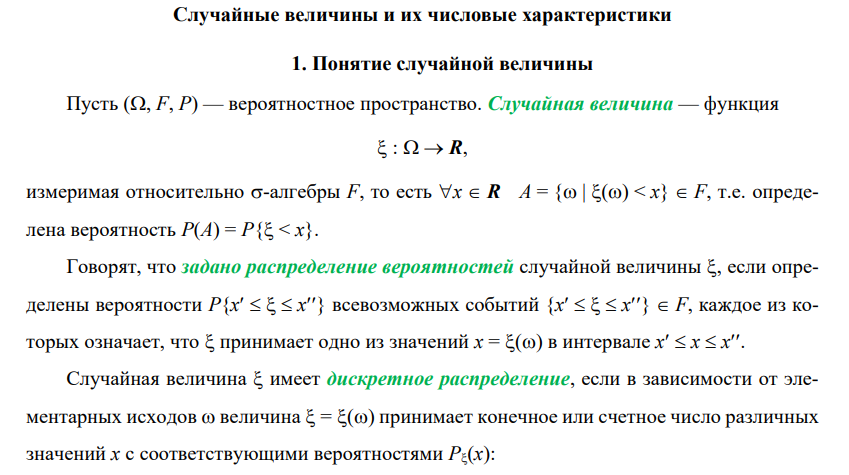 Случайные величины и их числовые характеристики
1. Понятие случайной величины
Пусть (Ω, F, P) — вероятностное пространство. Случайная величина — функция
ξ : Ω → R,
измеримая относительно σ-алгебры F, то есть ∀x ∈ R A = {ω | ξ(ω) < x} ∈ F, т.е. опреде-
лена вероятность P(A) = P{ξ < x}.
Говорят, что задано распределение вероятностей случайной величины ξ, если опре-
делены вероятности P{x′ ≤ ξ ≤ x′′} всевозможных событий {x′ ≤ ξ ≤ x′′} ∈ F, каждое из ко-
торых означает, что ξ принимает одно из значений x = ξ(ω) в интервале x′ ≤ x ≤ x′′.
Случайная величина ξ имеет дискретное распределение, если в зависимости от эле-
ментарных исходов ω величина ξ = ξ(ω) принимает конечное или счетное число различных
значений x с соответствующими вероятностями Pξ(x):